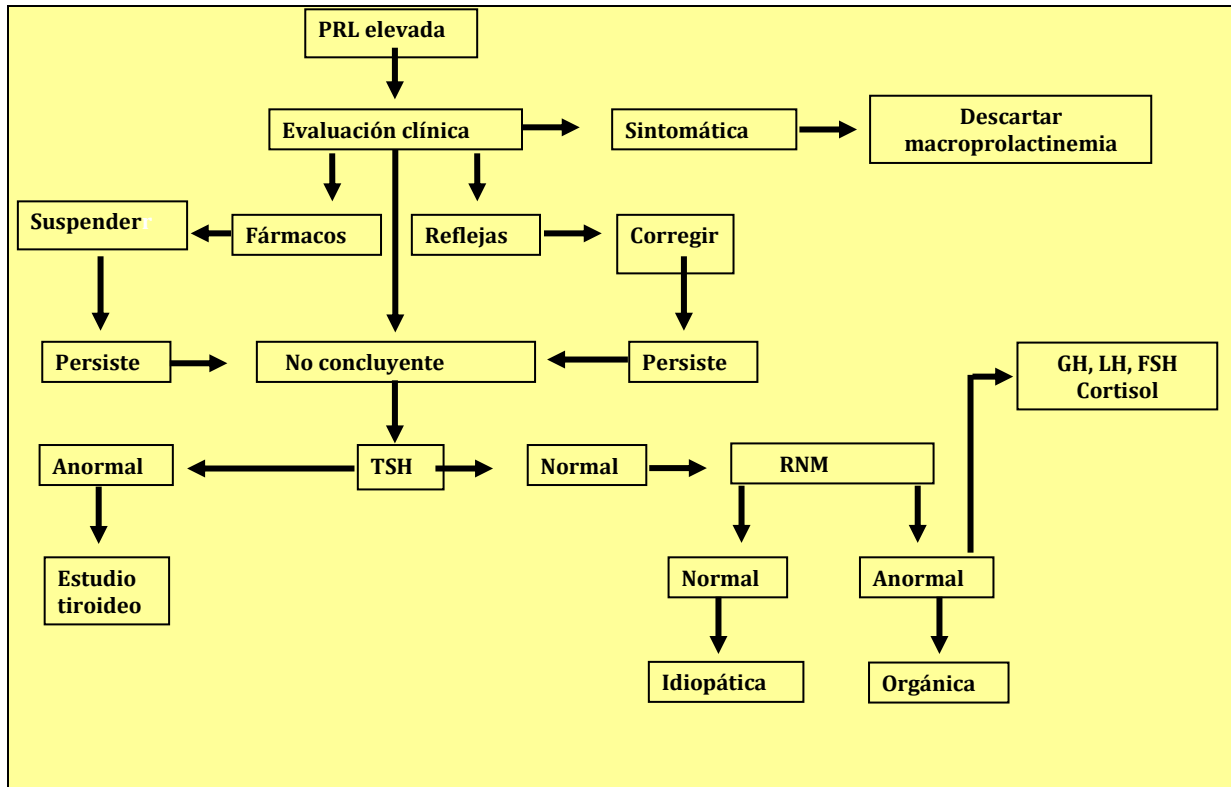 PRL elevada
Evaluación clínica
Sintomática
Descartar
macroprolactinemia
Suspenderr
Fármacos
Reflejas
Corregir
Persiste
No concluyente
Persiste
GH, LH, FSH
Cortisol
Anormal
TSH
Normal
RNM
Estudio
tiroideo
Normal
Anormal
Idiopática
Orgánica